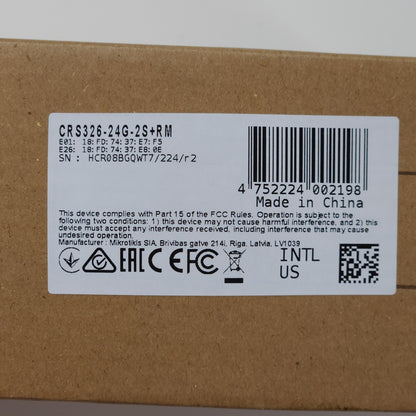 CRS326-24G-2S+RM
E01: 18:FD:74:37:E7:F5
E26: 18:FD:74:37:E8:0E
SN : HCR08BGQWT7/224/r2
4 752224 002198
Made in China
This device complies with Part 15 of the FCC Rules. Operation is subject to the
following two conditions: 1) this device may not cause harmful interference, and 2) this
device must accept any interference received, including interference that may cause
undesired operation.
Manufacturer: Mikrotikls SIA, Brivibas gatve 214i, Riga, Latvia, LV1039
CE EAC UK CA FC
INTL
US